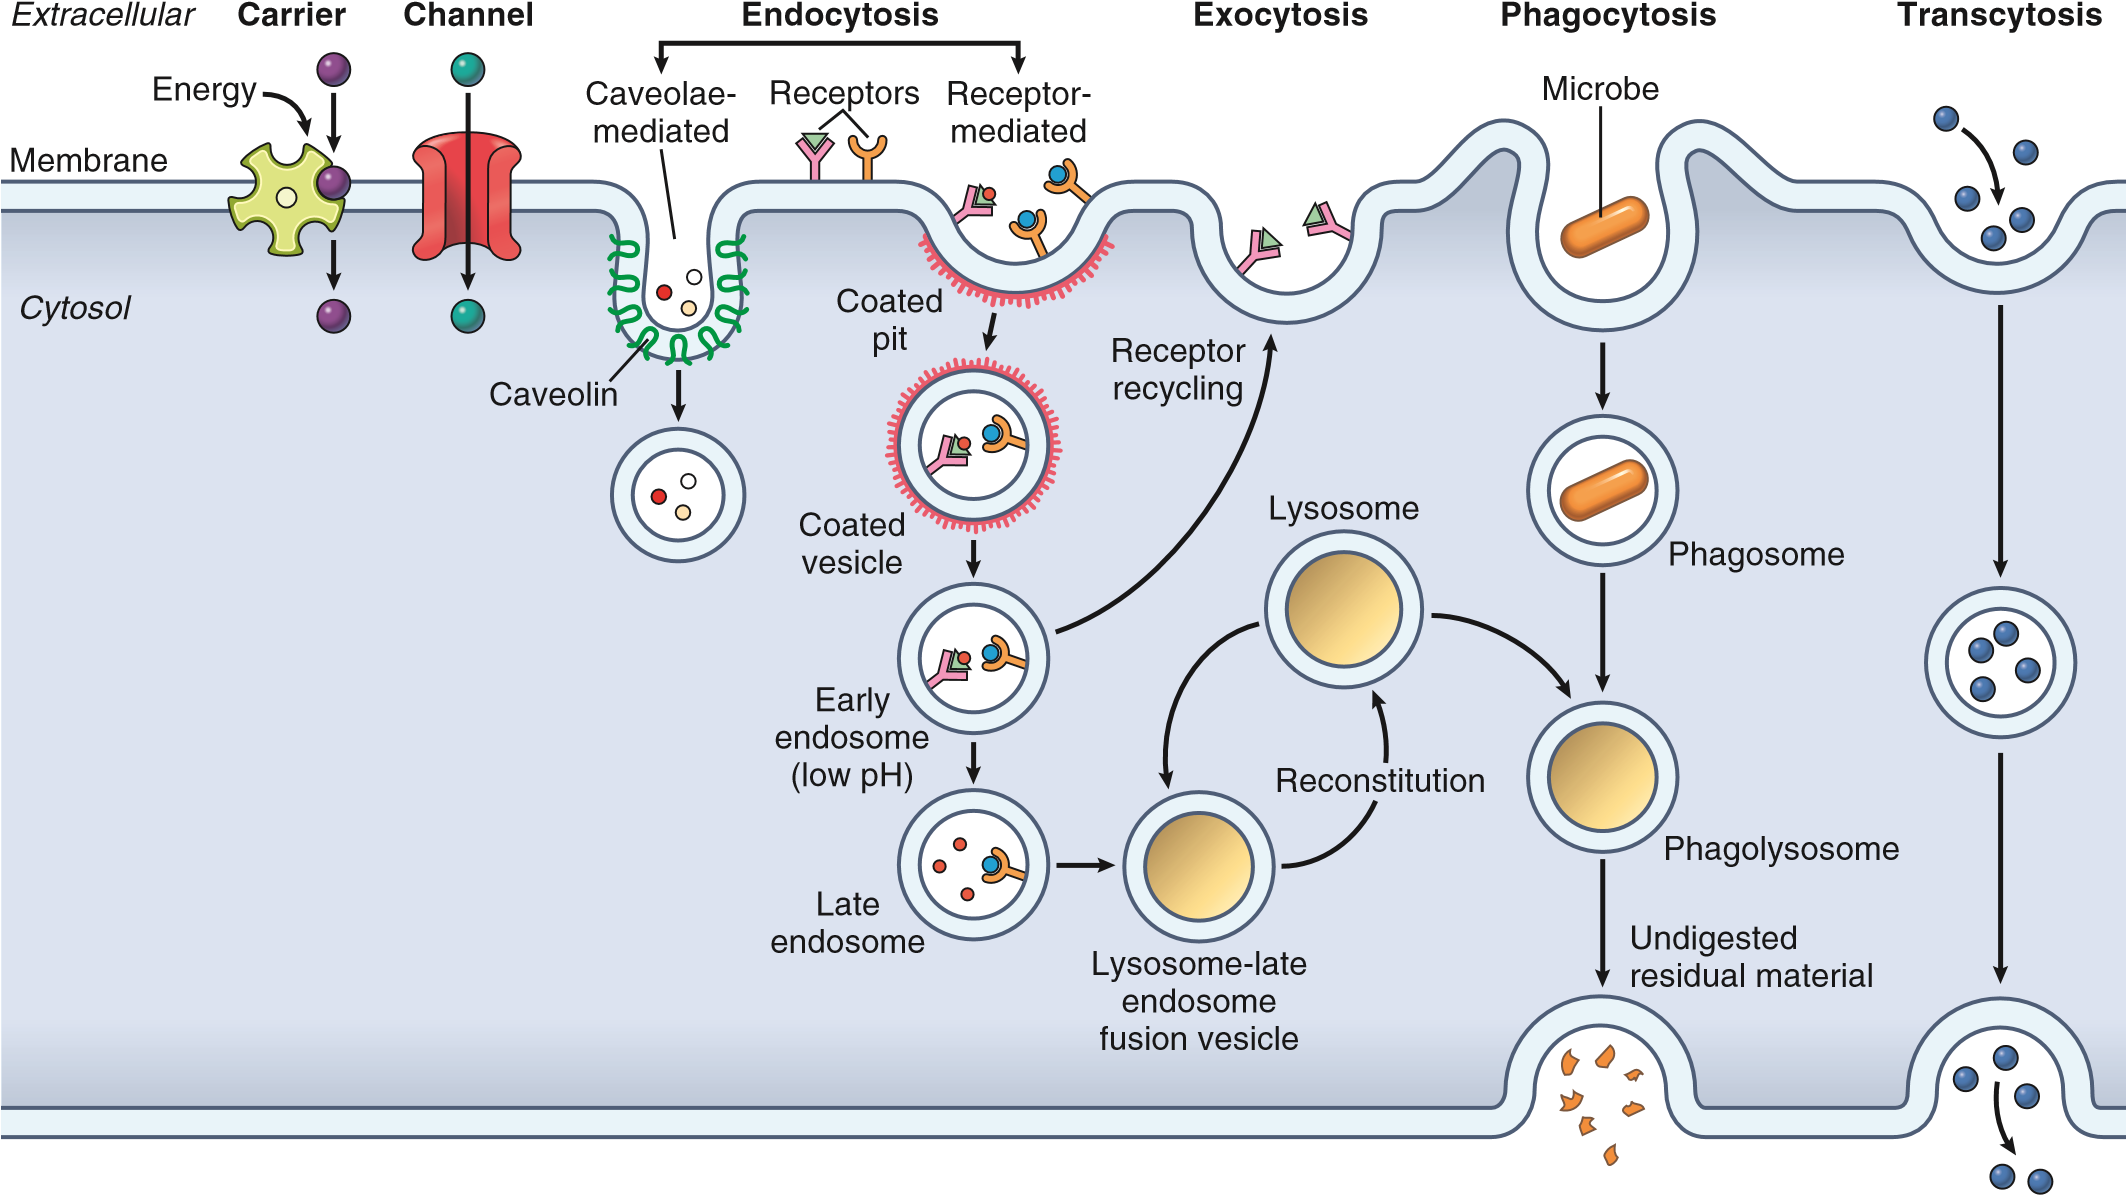 Extracellular
Carrier
Channel
Endocytosis
Exocytosis
Phagocytosis
Transcytosis
Energy
Caveolae-
mediated
Receptors
Receptor-
mediated
Microbe
Membrane
Cytosol
Caveolin
Coated
pit
Receptor
recycling
Coated
vesicle
Lysosome
Phagosome
Early
endosome
(low pH)
Reconstitution
Phagolysosome
Late
endosome
Lysosome-late
endosome
fusion vesicle
Undigested
residual material